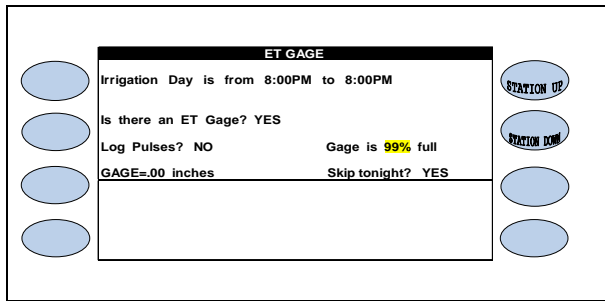 ET GAGE
Irrigation Day is from 8:00PM to 8:00PM
STATION UP
Is there an ET Gage? YES
STATION DOWN
Log Pulses? NO Gage is 99% full
GAGE=.00 inches Skip tonight? YES